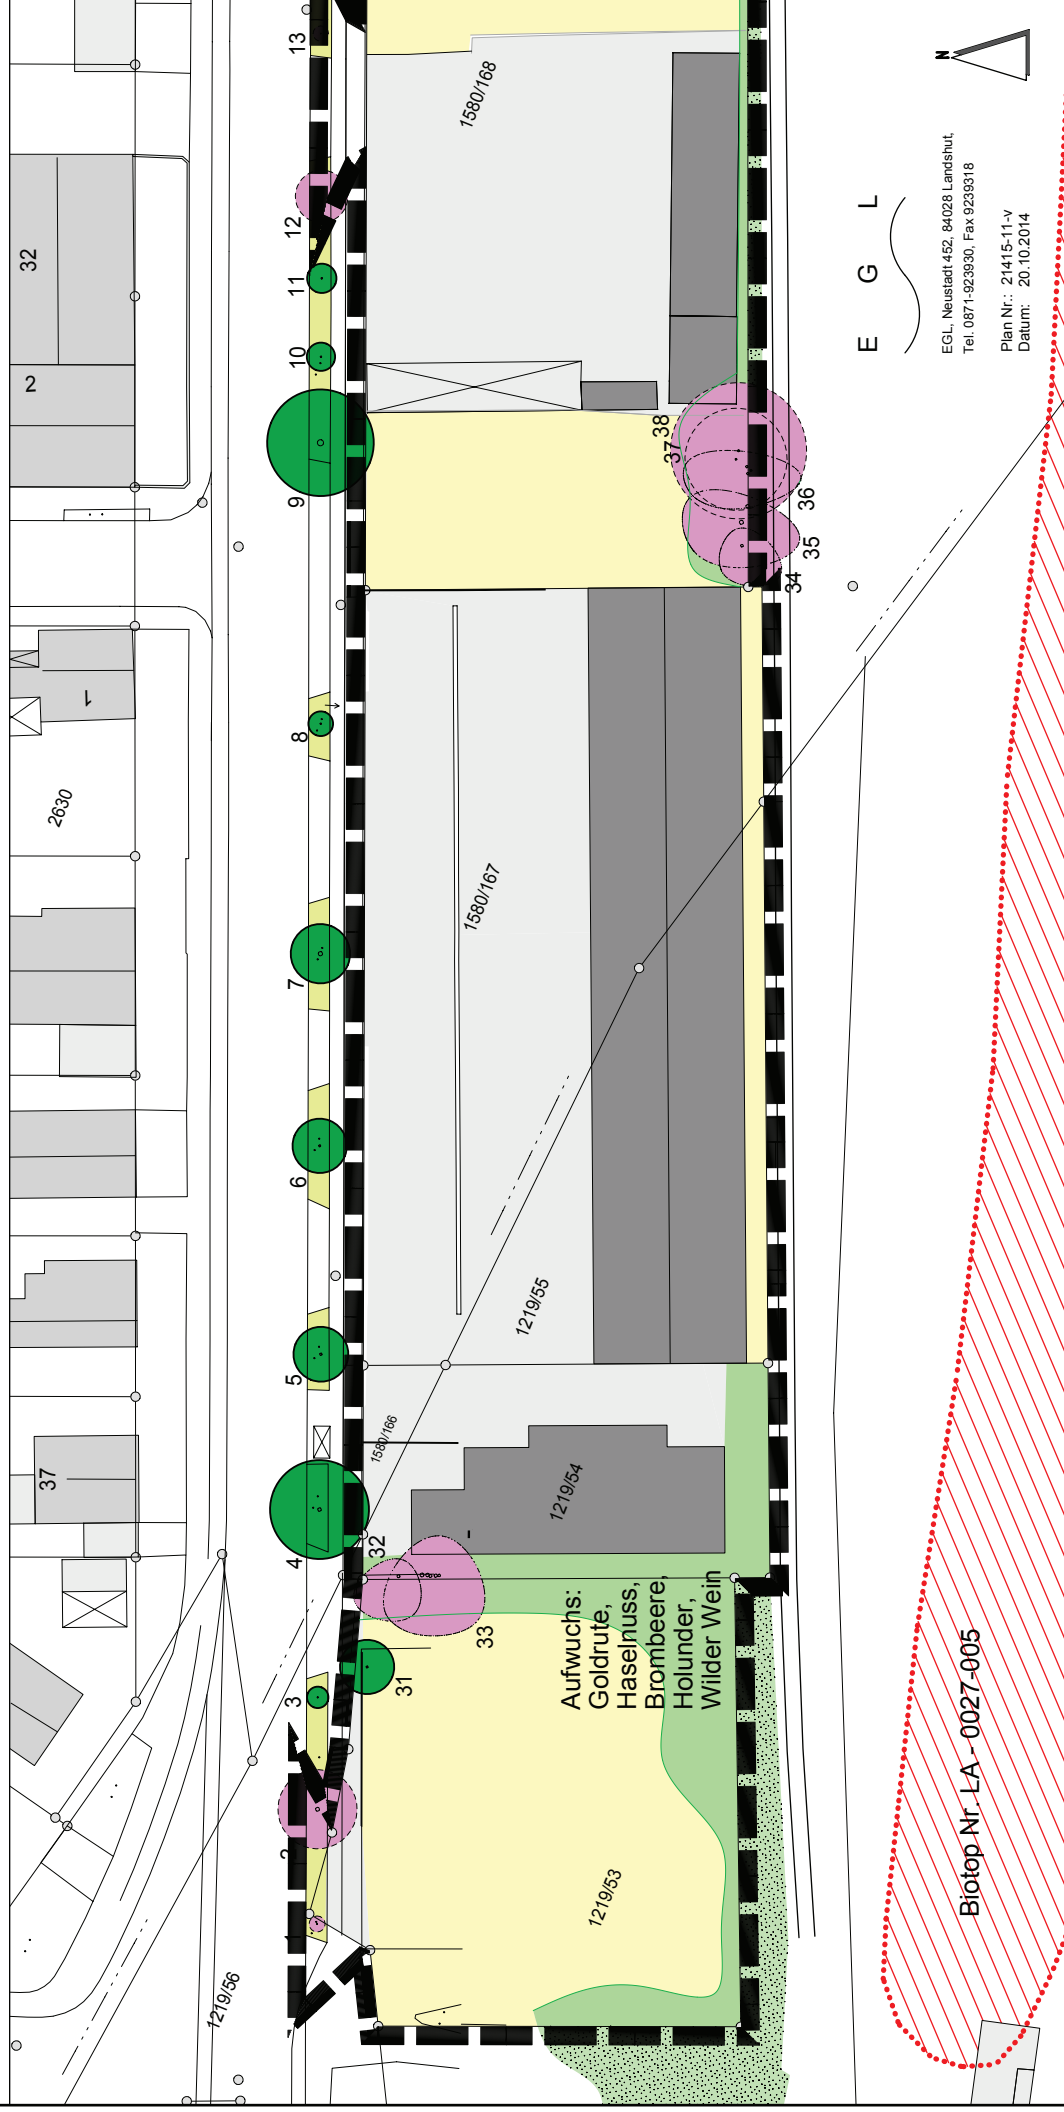 13
12
11
10
9
8
7
6
5
4
3
2
1
32
2
1
2630
37
1219/56
1580/168
38
37
36
35
34
1580/167
1219/55
1580/166
1219/54
32
33
31
Aufwuchs:
Goldrute,
Haselnuss,
Brombeere,
Holunder,
Wilder Wein
1219/53
N
E G L
EGL, Neustadt 452, 84028 Landshut,
Tel. 0871-923930, Fax 9239318
Plan Nr.: 21415-11-v
Datum: 20.10.2014
Biotop Nr. LA - 0027-005